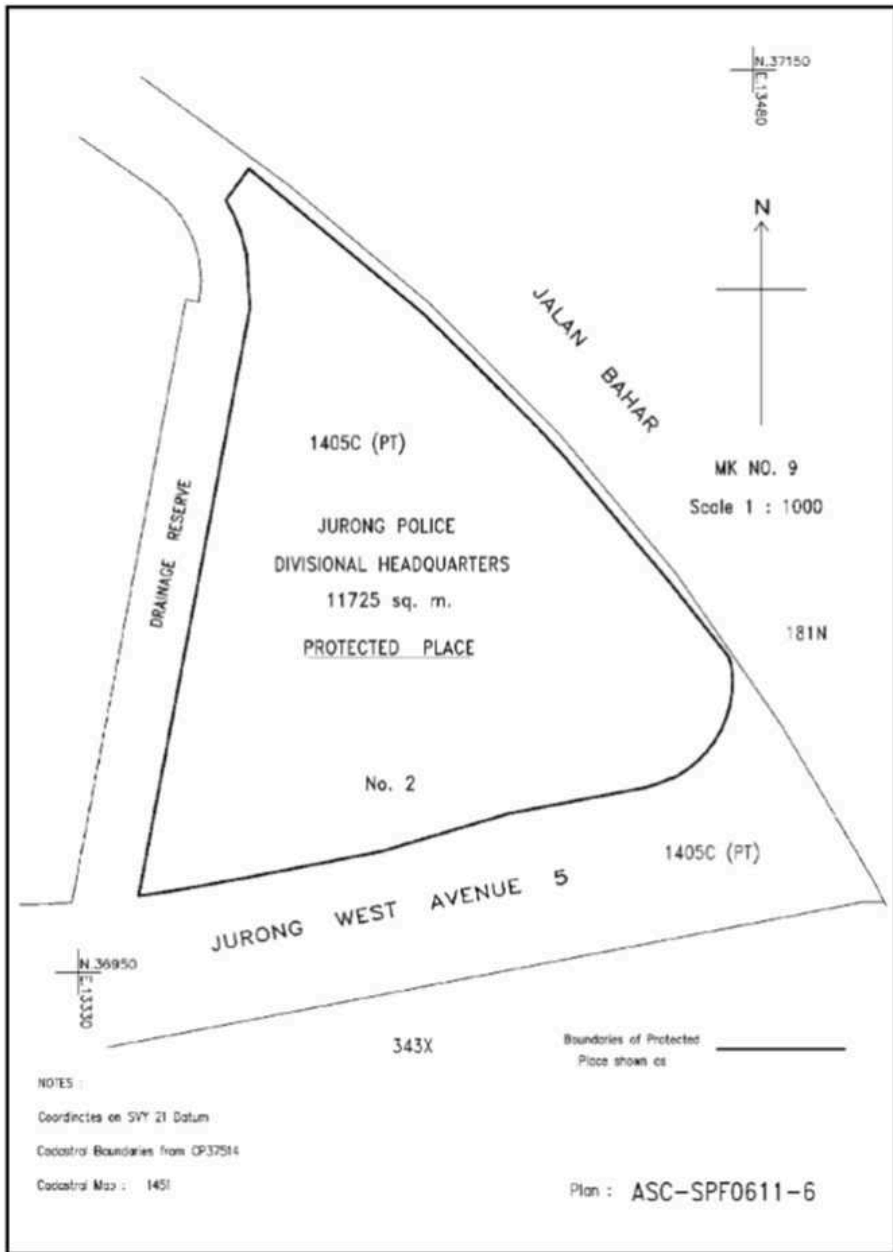 N.37150
E.13480
N
JALAN BAHAR
1405C (PT)
MK NO. 9
Scale 1 : 1000
JURONG POLICE
DIVISIONAL HEADQUARTERS
11725 sq. m.
PROTECTED PLACE
DRAINAGE RESERVE
181N
No. 2
1405C (PT)
JURONG WEST AVENUE 5
N.36950
E.13330
343X
Boundaries of Protected
Place shown as
NOTES :
Coordinates on SVY 21 Datum
Cadastral Boundaries from CP37514
Cadastral Map : 1451
Plan : ASC-SPF0611-6